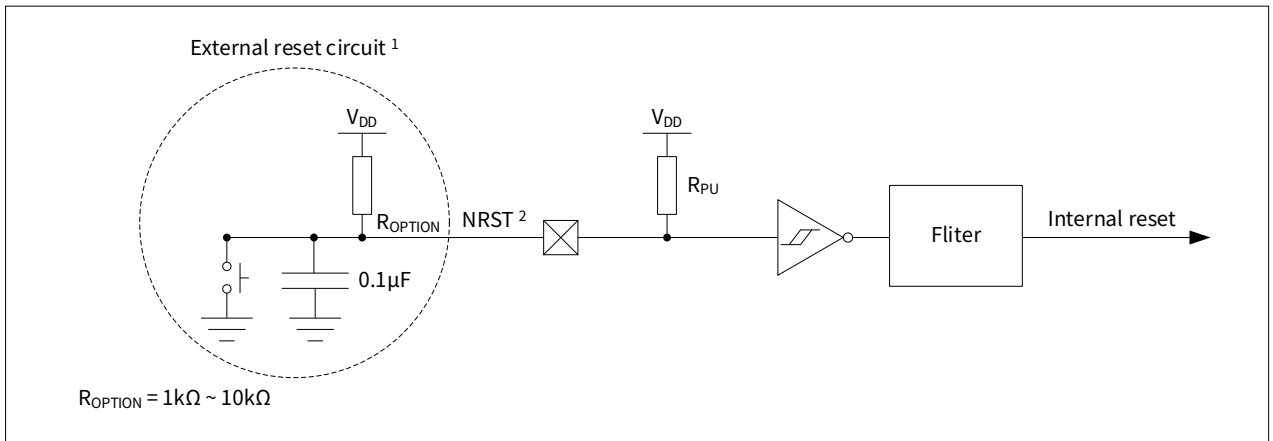 External reset circuit 1
VDD
VDD
ROPTION
NRST 2
RPU
Fliter
Internal reset
0.1μF
ROPTION = 1kΩ ~ 10kΩ